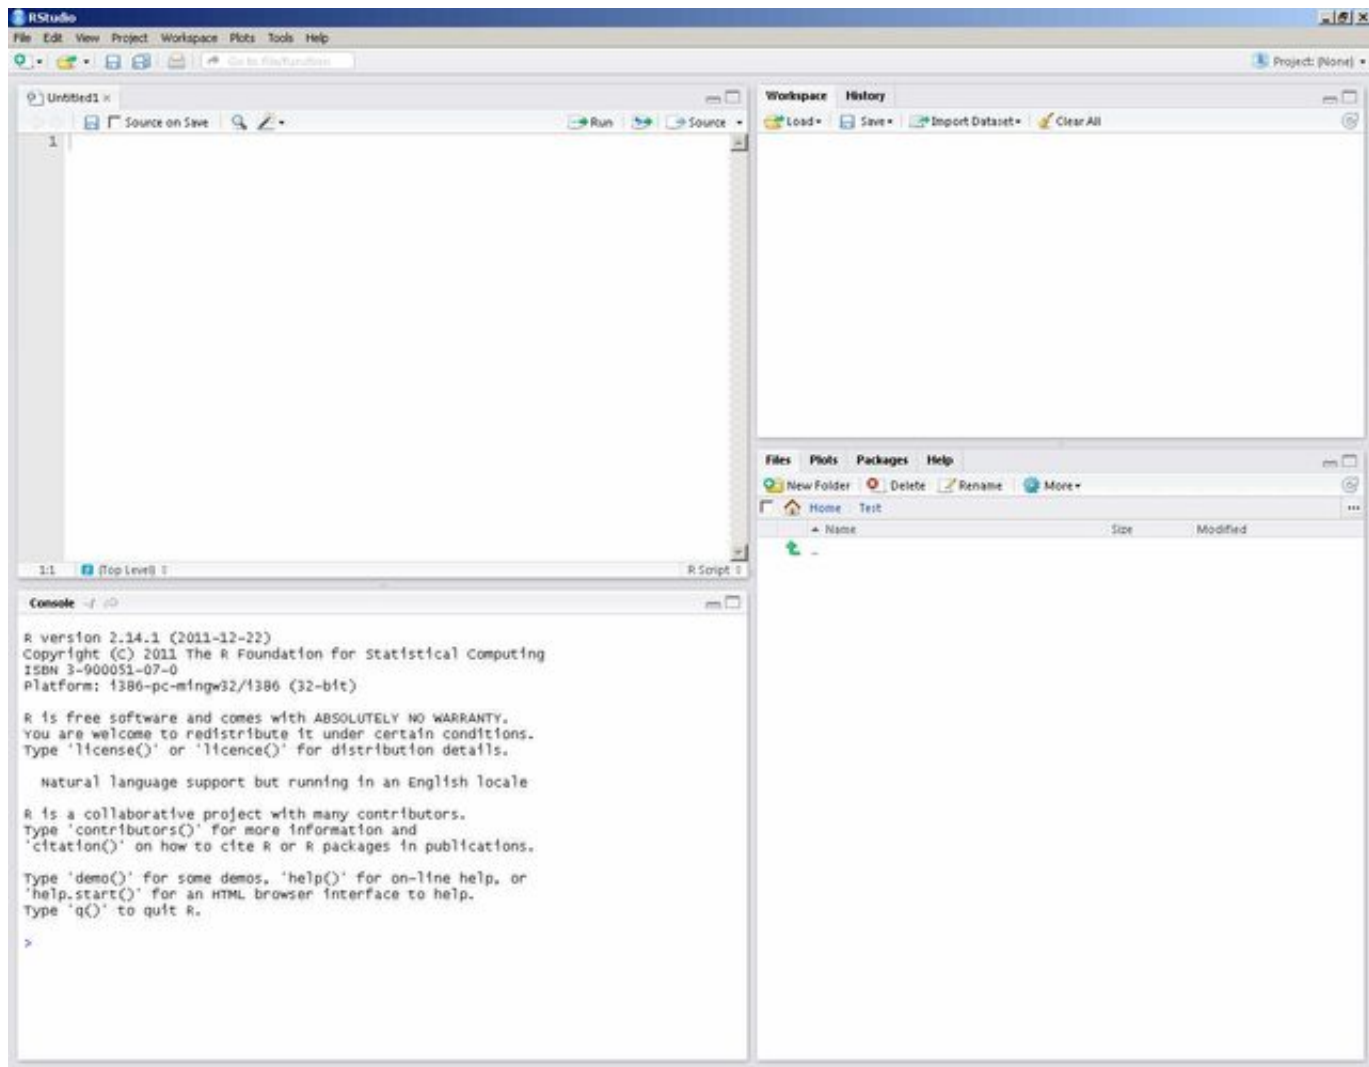 RStudio
File Edit View Project Workspace Plots Tools Help
Go to file/function
Project: (None)
Untitled1
Source on Save
Run
Source
1
1:1 (Top Level)
R Script
Console ~/
R version 2.14.1 (2011-12-22)
Copyright (C) 2011 The R Foundation for Statistical Computing
ISBN 3-900051-07-0
Platform: i386-pc-mingw32/i386 (32-bit)
R is free software and comes with ABSOLUTELY NO WARRANTY.
You are welcome to redistribute it under certain conditions.
Type 'license()' or 'licence()' for distribution details.
Natural language support but running in an English locale
R is a collaborative project with many contributors.
Type 'contributors()' for more information and
'citation()' on how to cite R or R packages in publications.
Type 'demo()' for some demos, 'help()' for on-line help, or
'help.start()' for an HTML browser interface to help.
Type 'q()' to quit R.
>
Workspace History
Load Save Import Dataset Clear All
Files Plots Packages Help
New Folder Delete Rename More
Home Test
Name Size Modified
..